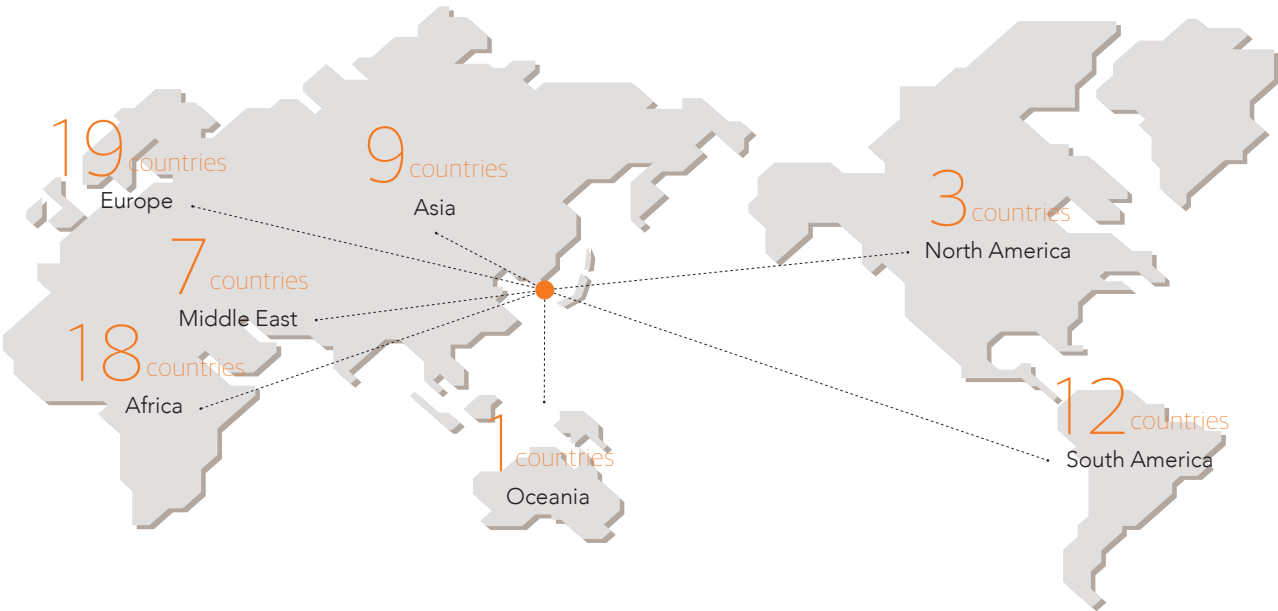 19 countries
Europe
9 countries
Asia
3 countries
North America
7 countries
Middle East
18 countries
Africa
1 countries
Oceania
12 countries
South America